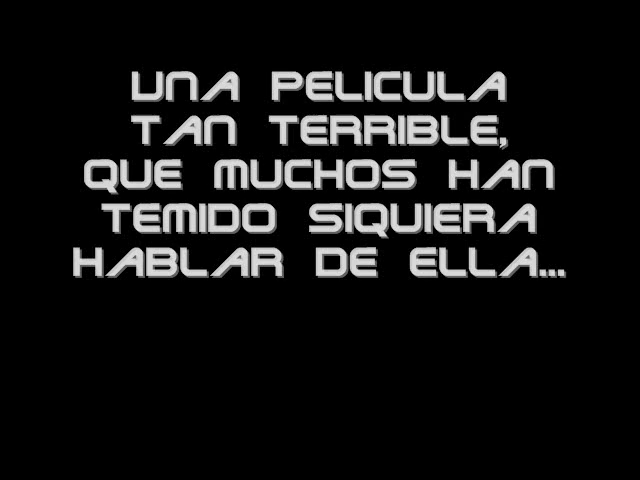 UNA PELICULA
TAN TERRIBLE,
QUE MUCHOS HAN
TEMIDO SIQUIERA
HABLAR DE ELLA...